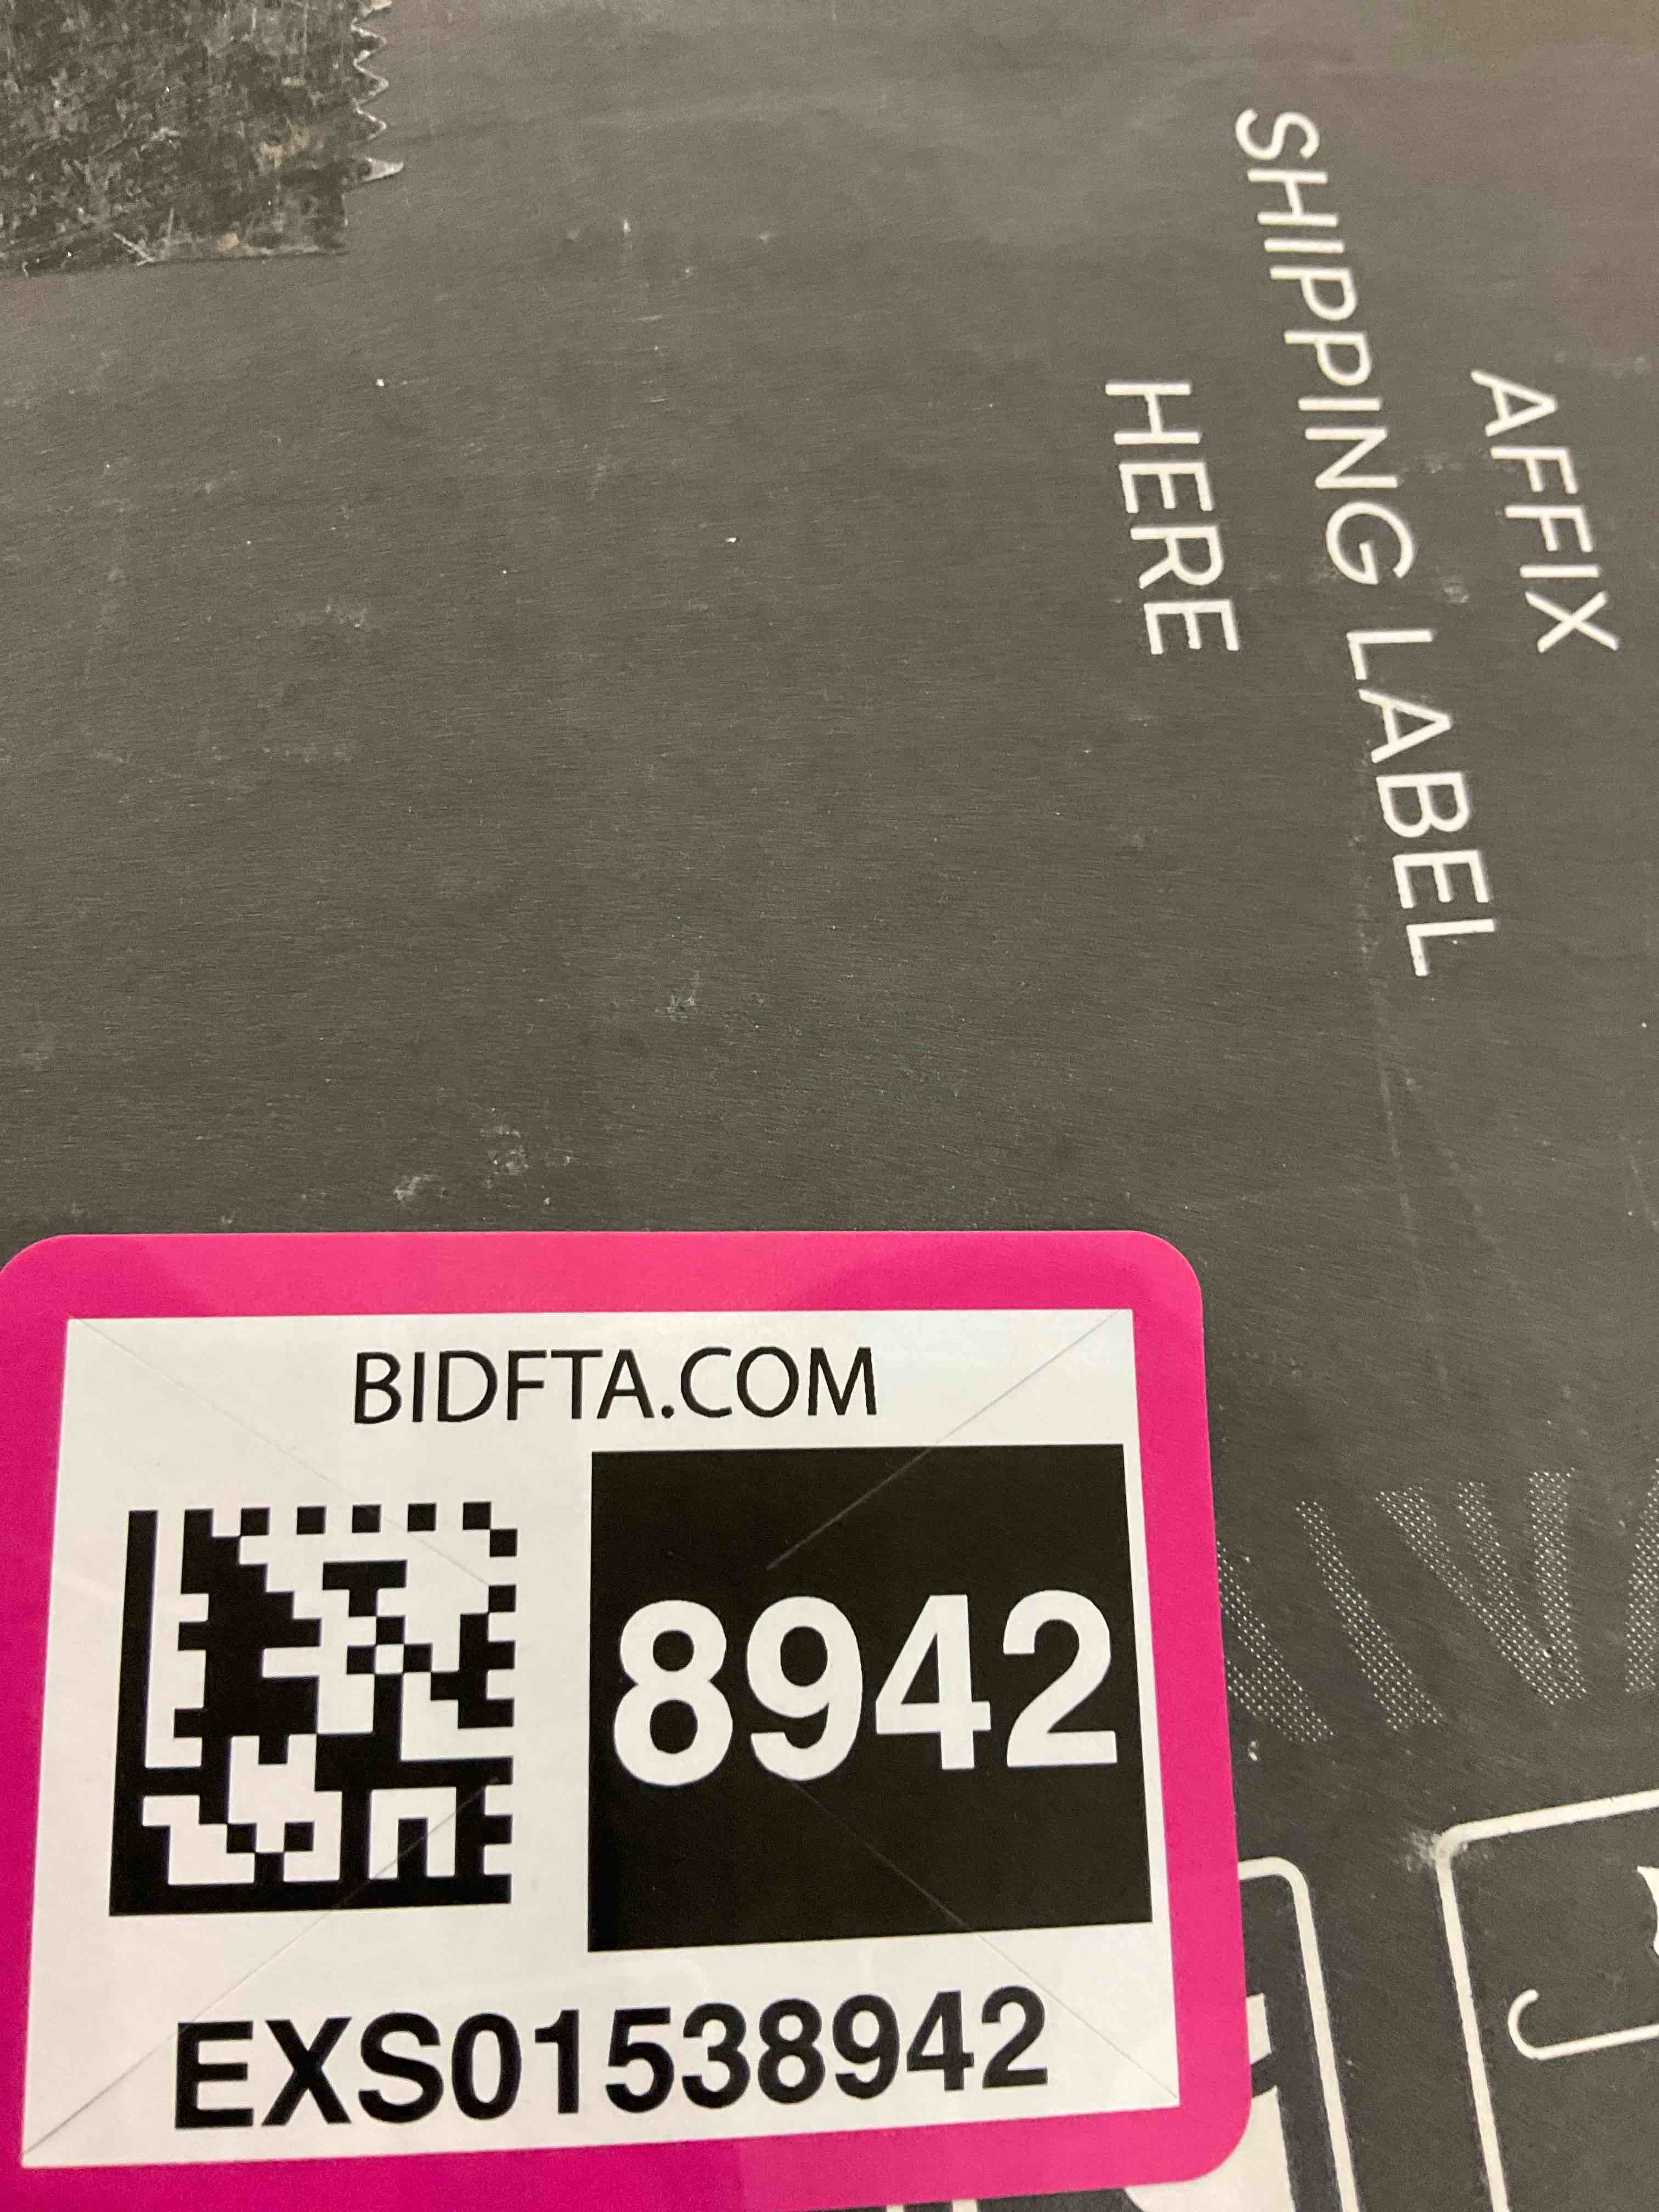 AFFIX
SHIPPING LABEL
HERE
BIDFTA.COM
8942
EXS01538942